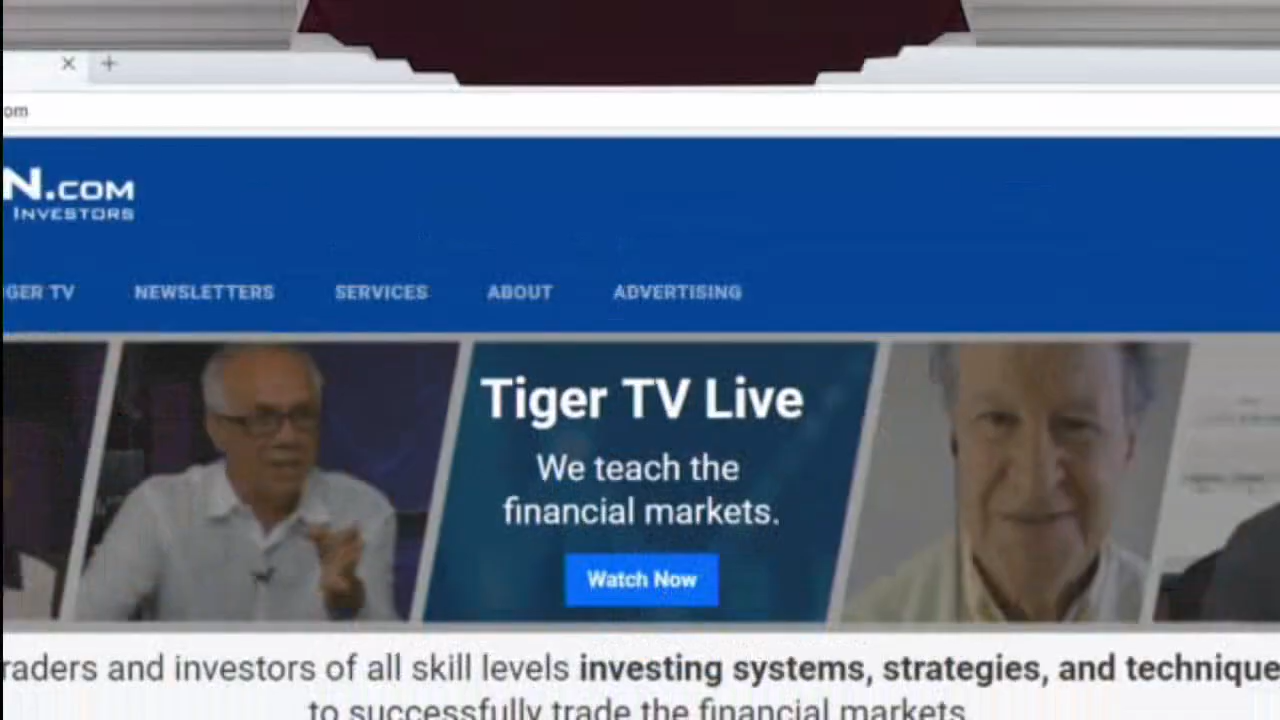 om
N.COM
INVESTORS
GER TV NEWSLETTERS SERVICES ABOUT ADVERTISING
Tiger TV Live
We teach the
financial markets.
Watch Now
raders and investors of all skill levels investing systems, strategies, and technique
to successfully trade the financial markets.